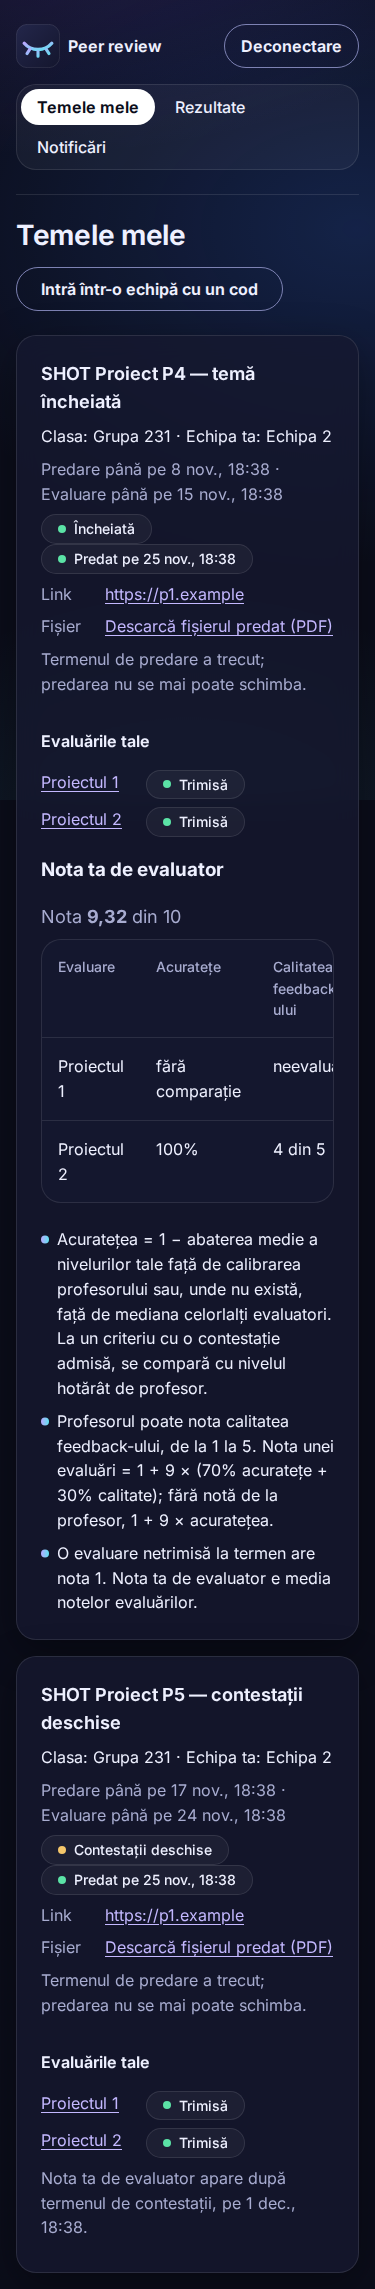 Peer review
Deconectare
Temele mele
Rezultate
Notificări
Temele mele
Intră într-o echipă cu un cod
SHOT Proiect P4 — temă
încheiată
Clasa: Grupa 231 · Echipa ta: Echipa 2
Predare până pe 8 nov., 18:38 ·
Evaluare până pe 15 nov., 18:38
Încheiată
Predat pe 25 nov., 18:38
Link https://p1.example
Fișier Descarcă fișierul predat (PDF)
Termenul de predare a trecut;
predarea nu se mai poate schimba.
Evaluările tale
Proiectul 1 Trimisă
Proiectul 2 Trimisă
Nota ta de evaluator
Nota 9,32 din 10
Evaluare Acuratețe Calitatea
feedback
ului
Proiectul
1
fără
comparație
neevalua
Proiectul
2
100%
4 din 5
Acuratețea = 1 − abaterea medie a
nivelurilor tale față de calibrarea
profesorului sau, unde nu există,
față de mediana celorlalți evaluatori.
La un criteriu cu o contestație
admisă, se compară cu nivelul
hotărât de profesor.
Profesorul poate nota calitatea
feedback-ului, de la 1 la 5. Nota unei
evaluări = 1 + 9 × (70% acuratețe +
30% calitate); fără notă de la
profesor, 1 + 9 × acuratețea.
O evaluare netrimisă la termen are
nota 1. Nota ta de evaluator e media
notelor evaluărilor.
SHOT Proiect P5 — contestații
deschise
Clasa: Grupa 231 · Echipa ta: Echipa 2
Predare până pe 17 nov., 18:38 ·
Evaluare până pe 24 nov., 18:38
Contestații deschise
Predat pe 25 nov., 18:38
Link https://p1.example
Fișier Descarcă fișierul predat (PDF)
Termenul de predare a trecut;
predarea nu se mai poate schimba.
Evaluările tale
Proiectul 1 Trimisă
Proiectul 2 Trimisă
Nota ta de evaluator apare după
termenul de contestații, pe 1 dec.,
18:38.